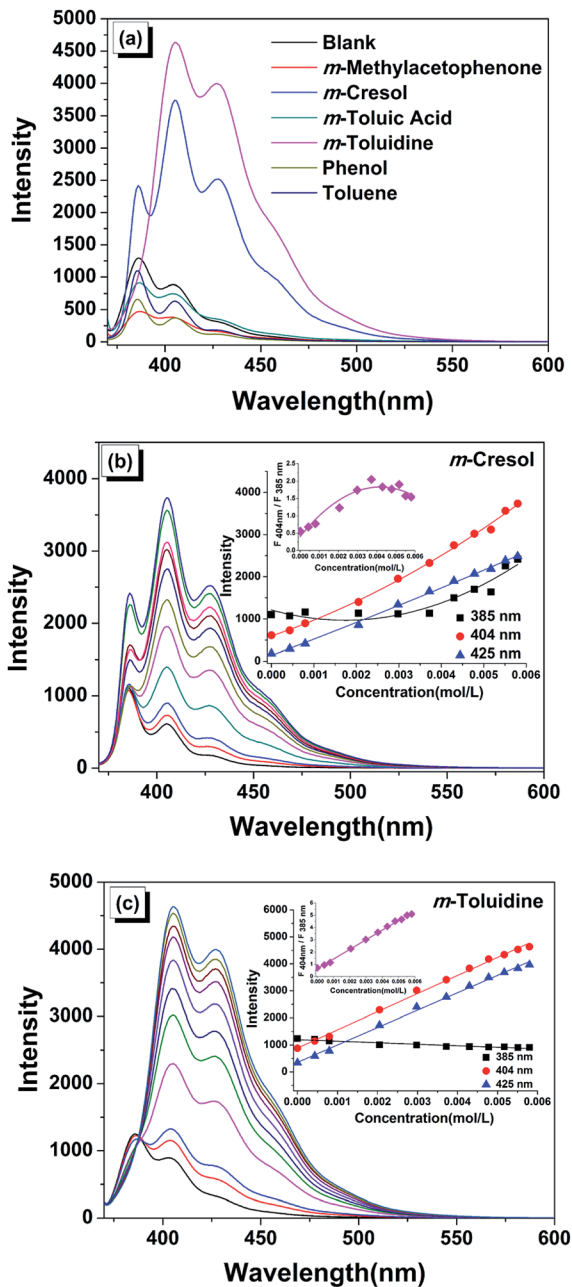 (a)
Blank
m-Methylacetophenone
m-Cresol
m-Toluic Acid
m-Toluidine
Phenol
Toluene
5000
4500
4000
3500
3000
2500
2000
1500
1000
500
0
Intensity
400 450 500 550 600
Wavelength(nm)
(b)
m-Cresol
4000
3000
2000
1000
0
Intensity
400 450 500 550 600
Wavelength(nm)
4000
3000
2000
1000
0
Intensity
0.000 0.001 0.002 0.003 0.004 0.005 0.006
Concentration(mol/L)
385 nm
404 nm
425 nm
2.5
2.0
1.5
1.0
0.5
0.0
F 404nm / F 385 nm
0.000 0.001 0.002 0.003 0.004 0.005 0.006
Concentration(mol/L)
(c)
m-Toluidine
5000
4000
3000
2000
1000
0
Intensity
400 450 500 550 600
Wavelength(nm)
6000
5000
4000
3000
2000
1000
0
Intensity
0.000 0.001 0.002 0.003 0.004 0.005 0.006
Concentration(mol/L)
385 nm
404 nm
425 nm
6
5
4
3
2
1
0
F 404nm / F 385 nm
0.000 0.001 0.002 0.003 0.004 0.005 0.006
Concentration(mol/L)